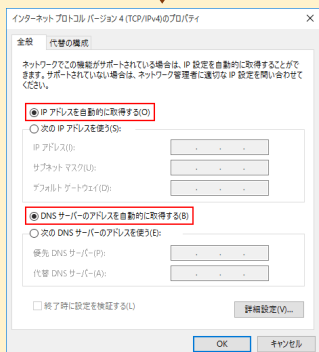 インターネット プロトコル バージョン 4 (TCP/IPv4)のプロパティ
全般
代替の構成
ネットワークでこの機能がサポートされている場合は、IP 設定を自動的に取得することがで
きます。サポートされていない場合は、ネットワーク管理者に適切な IP 設定を問い合わせて
ください。
IP アドレスを自動的に取得する(O)
次の IP アドレスを使う(S):
IP アドレス(I):
サブネット マスク(U):
デフォルト ゲートウェイ(D):
DNS サーバーのアドレスを自動的に取得する(B)
次の DNS サーバーのアドレスを使う(E):
優先 DNS サーバー(P):
代替 DNS サーバー(A):
終了時に設定を検証する(L)
詳細設定(V)...
OK
キャンセル